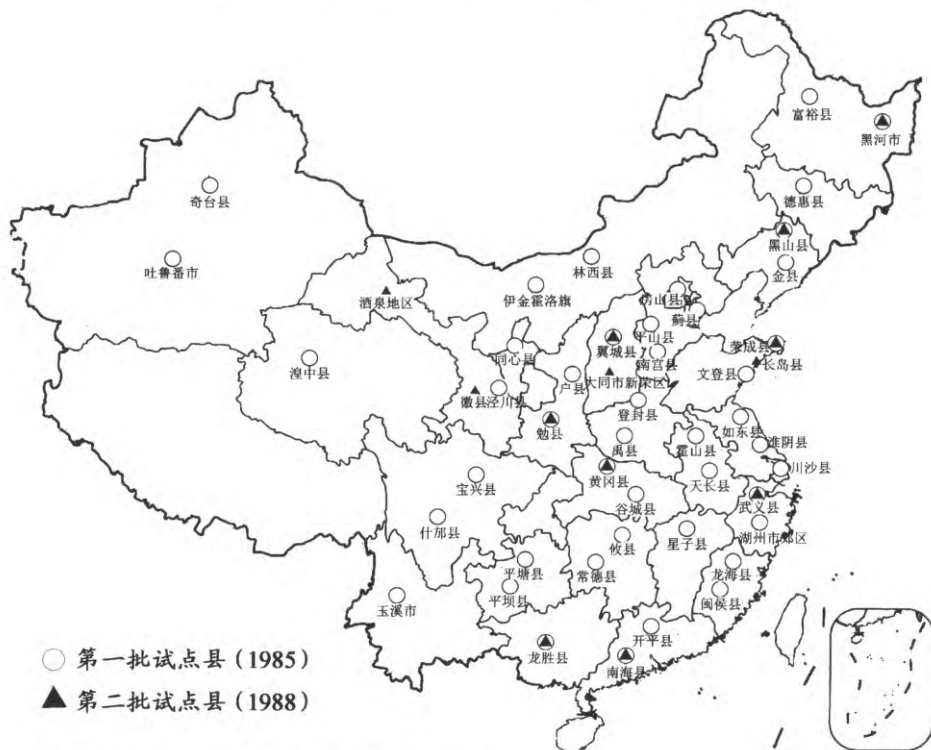 富裕县
黑河市
奇台县
德惠县
黑山县
吐鲁番市
林西县
金县
酒泉地区
伊金霍洛旗
房山县
蓟县
平山县
翼城县
荣成县
同心县
南宫县
长岛县
湟中县
户县
大同市新荣区
文登县
徽县
泾川县
登封县
勉县
如东县
禹县
霍山县
淮阴县
川沙县
黄冈县
天长县
宝兴县
谷城县
武义县
什邡县
攸县
星子县
湖州市郊区
平塘县
常德县
龙海县
玉溪市
平坝县
闽侯县
开平县
龙胜县
南海县
第一批试点县(1985)
第二批试点县(1988)